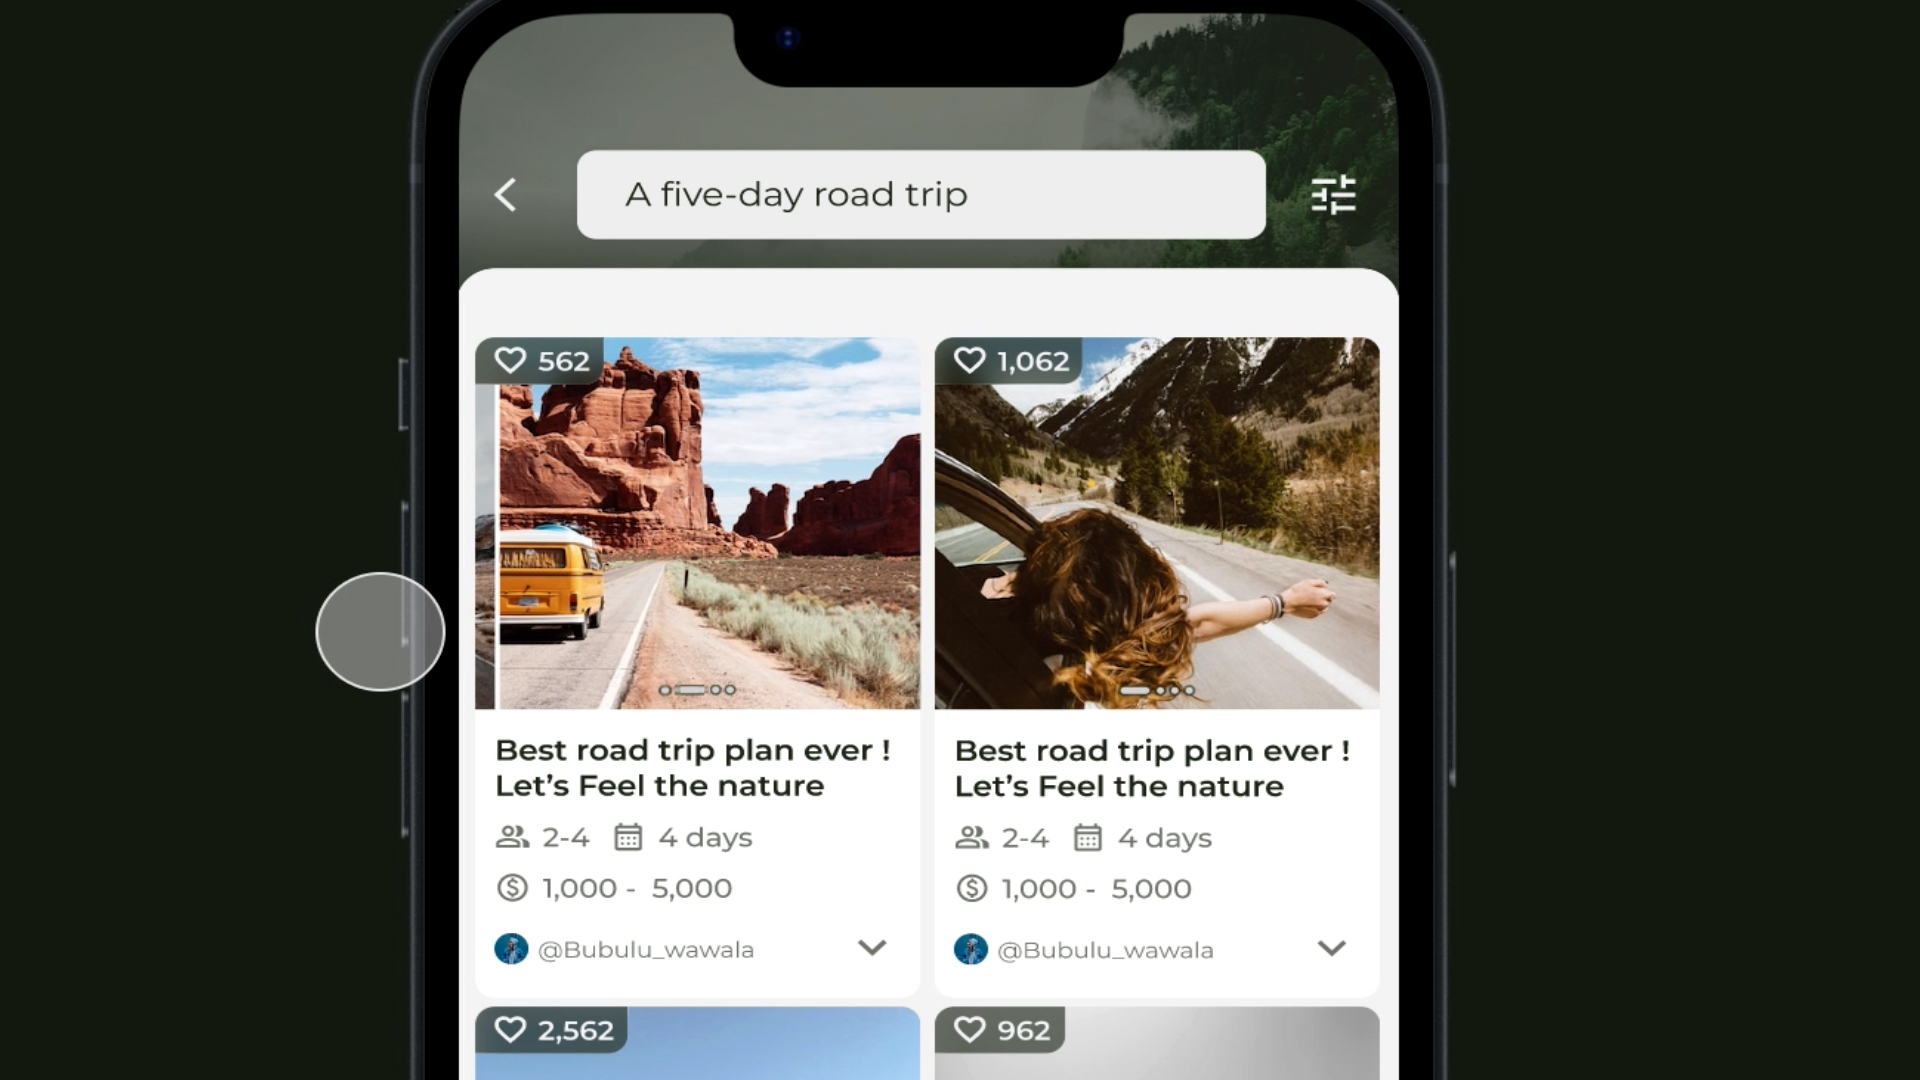 A five-day road trip
562
1,062
Best road trip plan ever !
Let's Feel the nature
2-4 4 days
1,000 - 5,000
@Bubulu_wawala
Best road trip plan ever !
Let's Feel the nature
2-4 4 days
1,000 - 5,000
@Bubulu_wawala
2,562
962